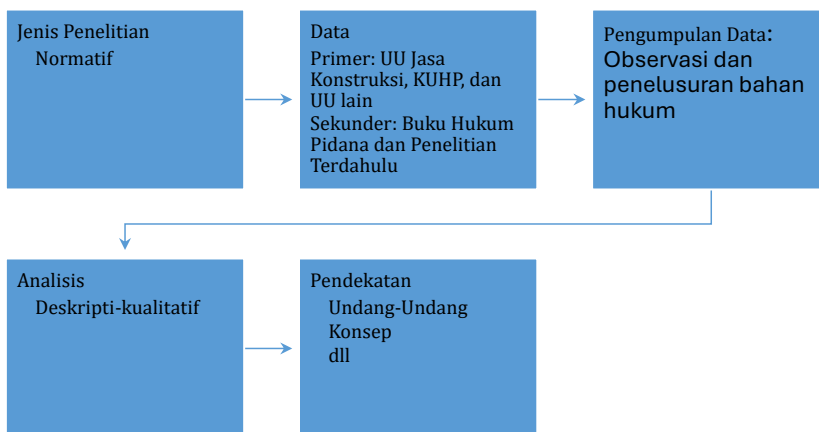 Jenis Penelitian
Normatif
Data
Primer: UU Jasa
Konstruksi, KUHP, dan
UU lain
Sekunder: Buku Hukum
Pidana dan Penelitian
Terdahulu
Pengumpulan Data:
Observasi dan
penelusuran bahan
hukum
Analisis
Deskripti-kualitatif
Pendekatan
Undang-Undang
Konsep
dll